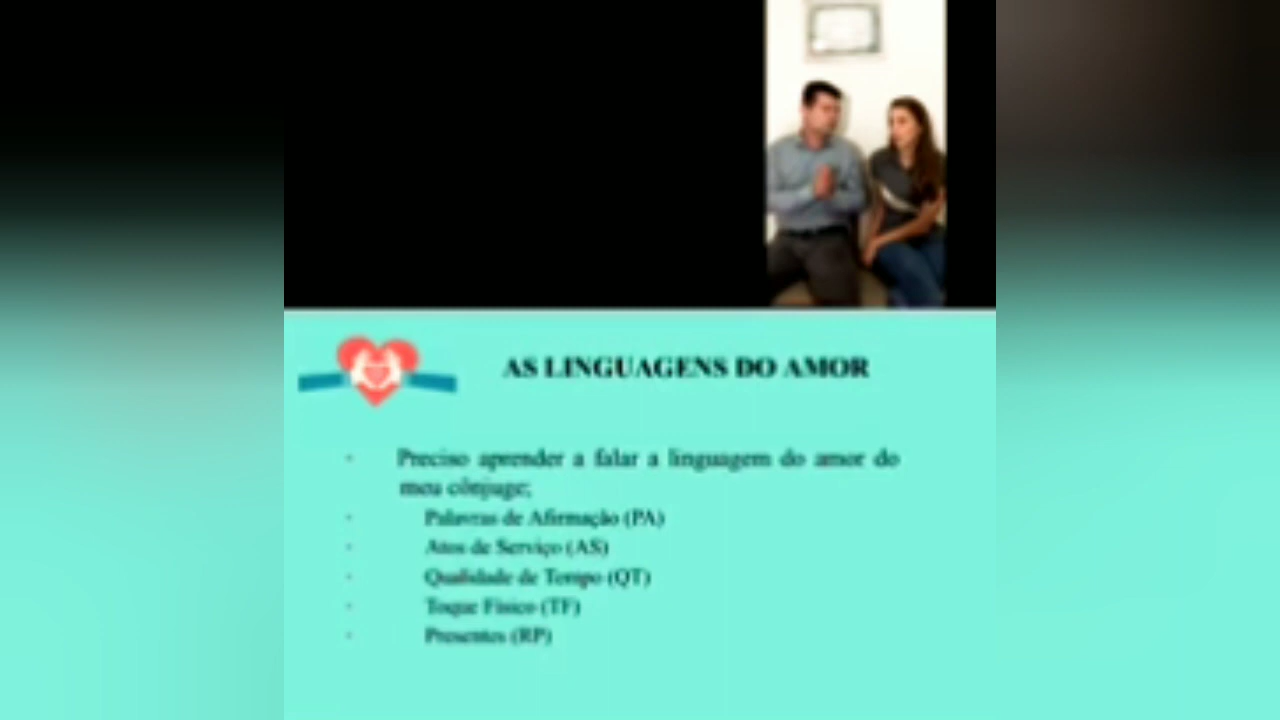 AS LINGUAGENS DO AMOR
Preciso aprender a falar a linguagem do amor do
meu cônjuge;
Palavras de Afirmação (PA)
Atos de Serviço (AS)
Qualidade de Tempo (QT)
Toque Físico (TF)
Presentes (RP)